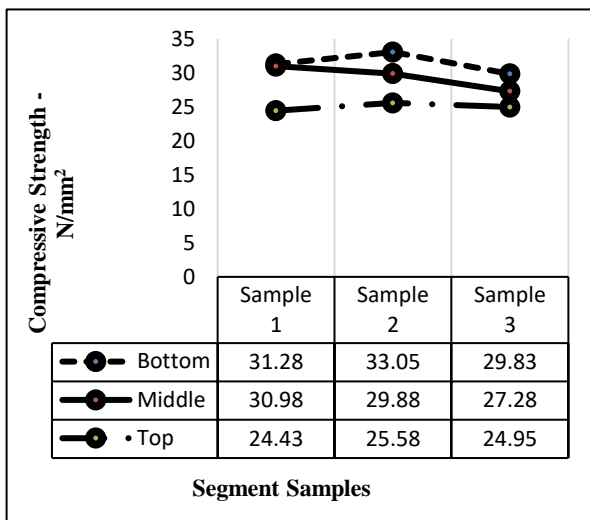 Compressive Strength -
N/mm²
35
30
25
20
15
10
5
0
Sample Sample Sample
1 2 3
Bottom 31.28 33.05 29.83
Middle 30.98 29.88 27.28
Top 24.43 25.58 24.95
Segment Samples